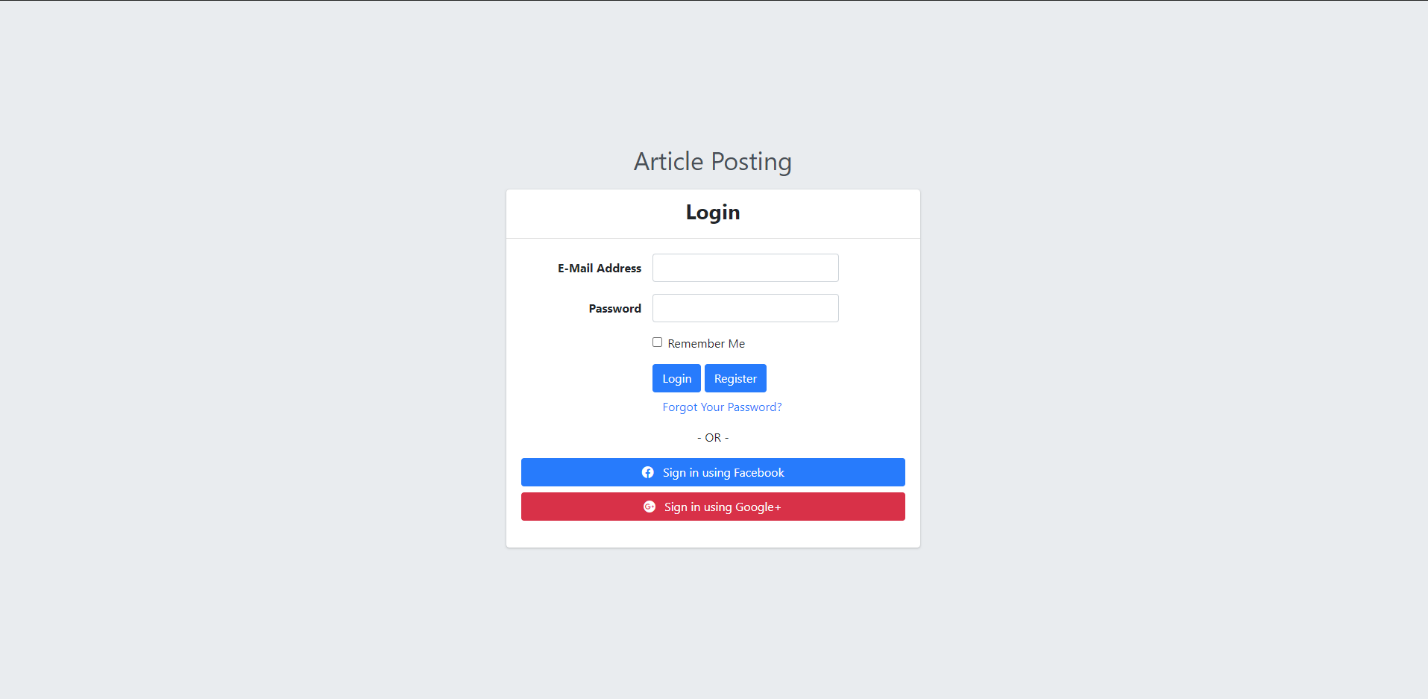 Article Posting
Login
E-Mail Address
Password
Remember Me
Login Register
Forgot Your Password?
- OR -
Sign in using Facebook
Sign in using Google+